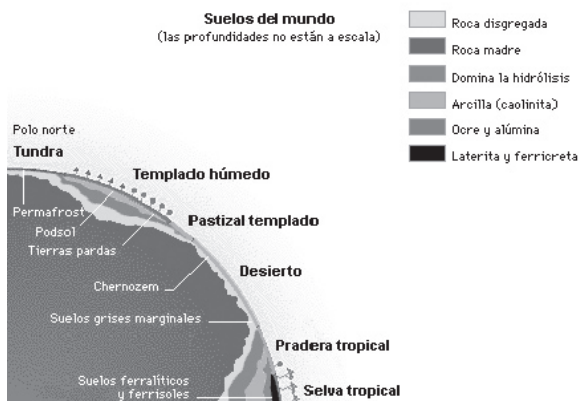 Suelos del mundo
(las profundidades no están a escala)
Roca disgregada
Roca madre
Domina la hidrólisis
Arcilla (caolinita)
Ocre y alúmina
Laterita y ferricreta
Polo norte
Tundra
Templado húmedo
Permafrost
Podsol
Pastizal templado
Tierras pardas
Desierto
Chernozem
Suelos grises marginales
Pradera tropical
Suelos ferralíticos
y ferrisoles
Selva tropical